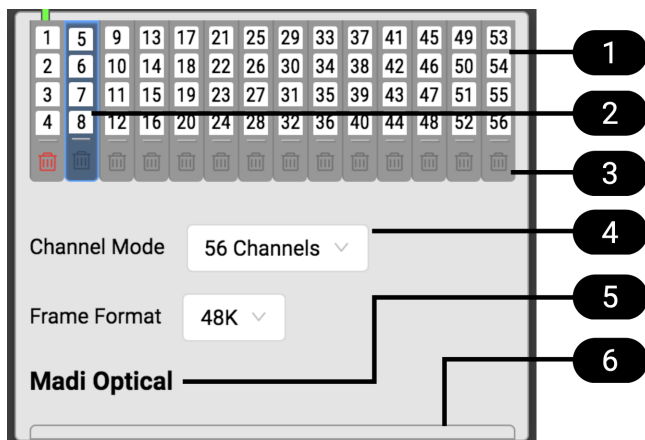 1 5 9 13 17 21 25 29 33 37 41 45 49 53
2 6 10 14 18 22 26 30 34 38 42 46 50 54
3 7 11 15 19 23 27 31 35 39 43 47 51 55
4 8 12 16 20 24 28 32 36 40 44 48 52 56
1
2
3
Channel Mode 56 Channels
4
Frame Format 48K
5
Madi Optical
6